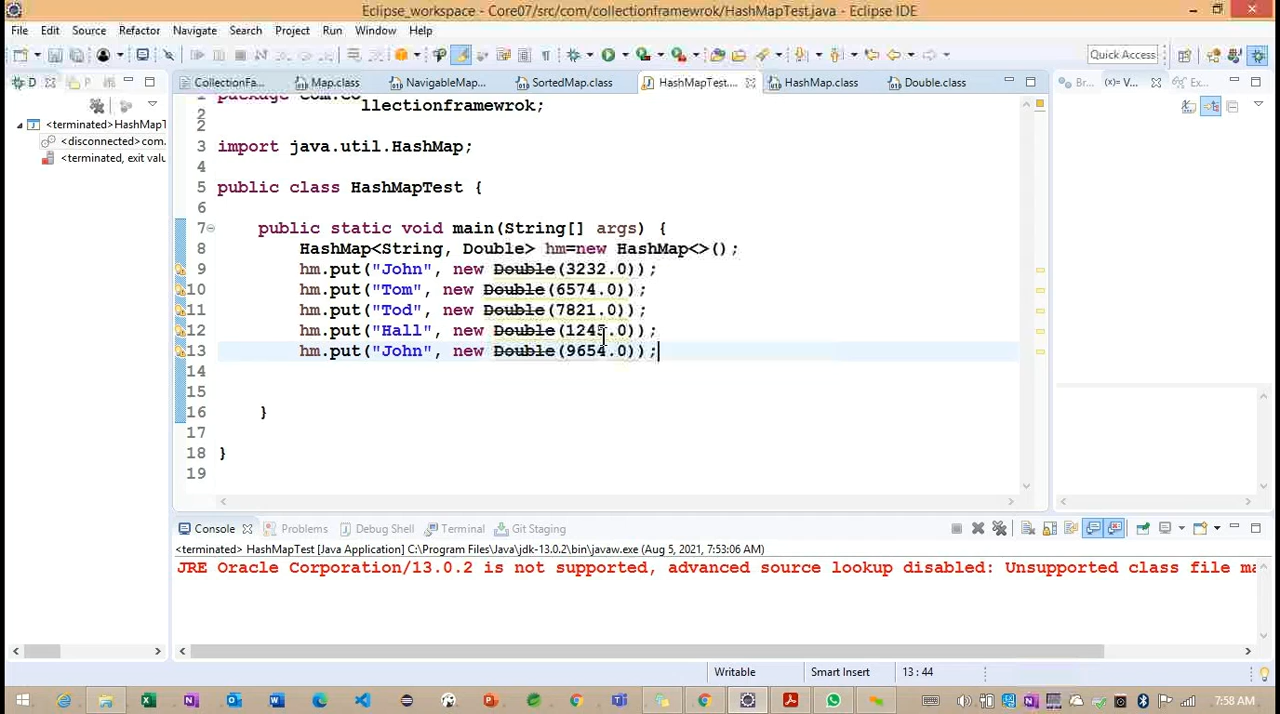 Eclipse_workspace - Core07/src/com/collectionframewrok/HashMapTest.java - Eclipse IDE
File Edit Source Refactor Navigate Search Project Run Window Help
Quick Access
D
CollectionFa...
Map.class
NavigableMap...
SortedMap.class
HashMapTest....
HashMap.class
Double.class
Br...
(x)= V...
Ex...
<terminated>HashMapT
<disconnected>com.
<terminated, exit valu
llectionframewrok;
2
2
3 import java.util.HashMap;
4
5 public class HashMapTest {
6
7 public static void main(String[] args) {
8 HashMap<String, Double> hm=new HashMap<>();
9 hm.put("John", new Double(3232.0));
10 hm.put("Tom", new Double(6574.0));
11 hm.put("Tod", new Double(7821.0));
12 hm.put("Hall", new Double(1245.0));
13 hm.put("John", new Double(9654.0));
14
15
16 }
17
18 }
19
Console Problems Debug Shell Terminal Git Staging
<terminated> HashMapTest [Java Application] C:\Program Files\Java\jdk-13.0.2\bin\javaw.exe (Aug 5, 2021, 7:53:06 AM)
JRE Oracle Corporation/13.0.2 is not supported, advanced source lookup disabled: Unsupported class file ma
Writable Smart Insert 13 : 44
7:58 AM